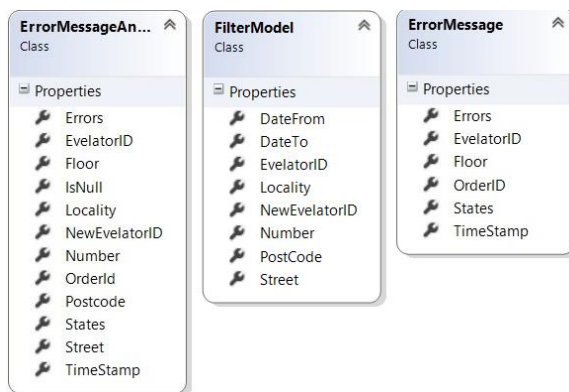 ErrorMessageAn...
Class
Properties
Errors
EvelatorID
Floor
IsNull
Locality
NewEvelatorID
Number
OrderId
Postcode
States
Street
TimeStamp
FilterModel
Class
Properties
DateFrom
DateTo
EvelatorID
Locality
NewEvelatorID
Number
PostCode
Street
ErrorMessage
Class
Properties
Errors
EvelatorID
Floor
OrderID
States
TimeStamp